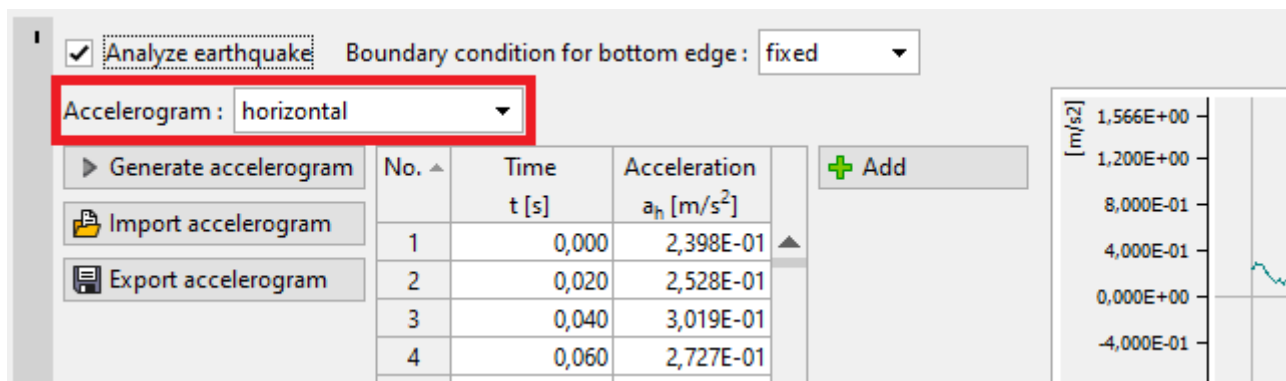 Analyze earthquake Boundary condition for bottom edge : fixed
Accelerogram : horizontal
Generate accelerogram
Import accelerogram
Export accelerogram
No. Time Acceleration
t [s] aₕ [m/s²]
1 0,000 2,398E-01
2 0,020 2,528E-01
3 0,040 3,019E-01
4 0,060 2,727E-01
Add
[m/s2]
1,566E+00
1,200E+00
8,000E-01
4,000E-01
0,000E+00
-4,000E-01